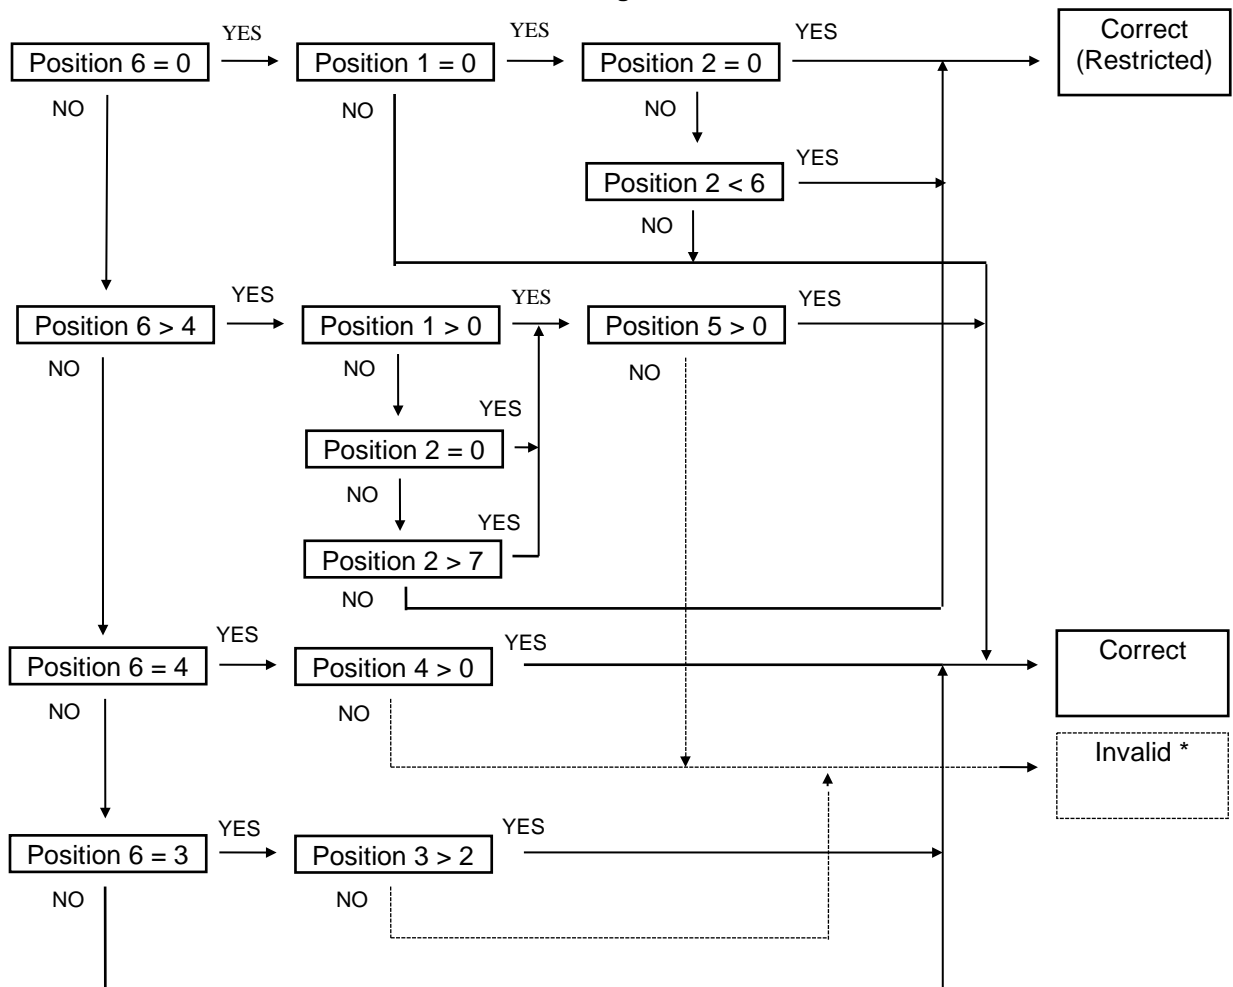 YES
YES
YES
Correct
(Restricted)
Position 6 = 0
Position 1 = 0
Position 2 = 0
NO
NO
NO
YES
Position 2 < 6
NO
YES
YES
YES
Position 6 > 4
Position 1 > 0
Position 5 > 0
NO
NO
NO
YES
Position 2 = 0
NO
YES
Position 2 > 7
NO
YES
YES
Correct
Position 6 = 4
Position 4 > 0
NO
NO
Invalid *
YES
YES
Position 6 = 3
Position 3 > 2
NO
NO